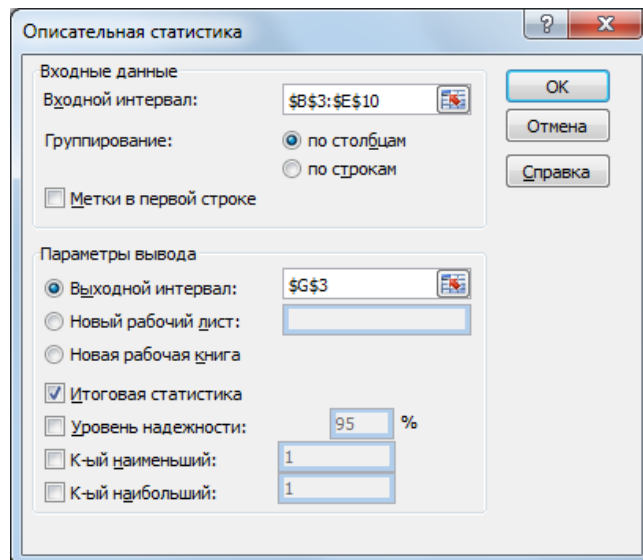 Описательная статистика
Входные данные
Входной интервал: $B$3:$E$10
Группирование: по столбцам
по строкам
Метки в первой строке
OK
Отмена
Справка
Параметры вывода
Выходной интервал: $G$3
Новый рабочий лист:
Новая рабочая книга
Итоговая статистика
Уровень надежности: 95 %
К-ый наименьший: 1
К-ый наибольший: 1